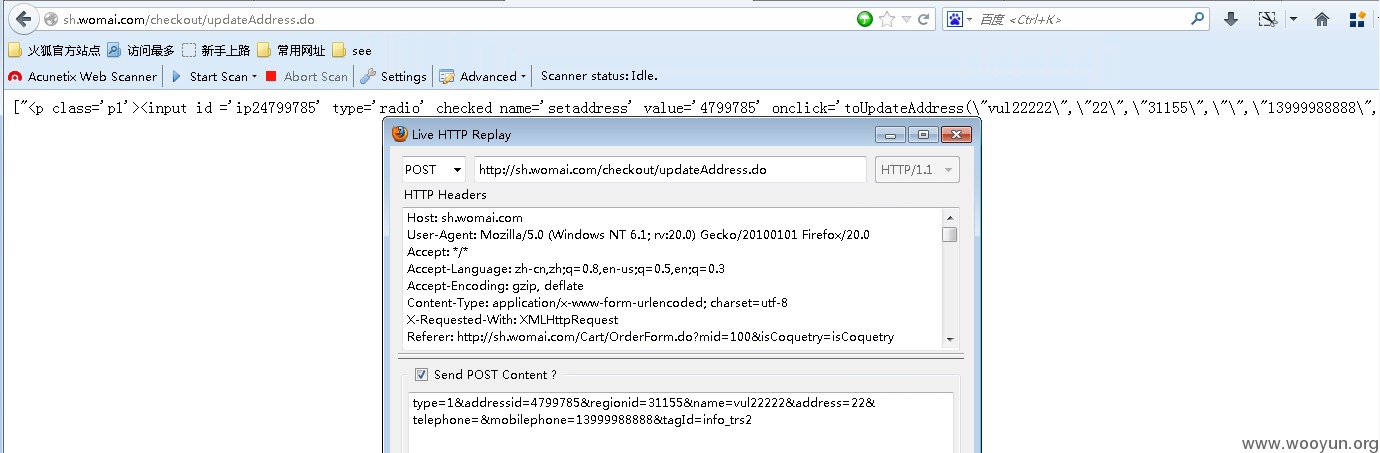 sh.womai.com/checkout/updateAddress.do
百度 <Ctrl+K>
火狐官方站点 访问最多 新手上路 常用网址 see
Acunetix Web Scanner Start Scan Abort Scan Settings Advanced Scanner status: Idle.
["<p class='p1'><input id ='ip24799785' type='radio' checked name='setaddress' value='4799785' onclick='toUpdateAddress(\"vul22222\",\"22\",\"31155\",\"\",\"13999988888\",
Live HTTP Replay
POST http://sh.womai.com/checkout/updateAddress.do HTTP/1.1
HTTP Headers
Host: sh.womai.com
User-Agent: Mozilla/5.0 (Windows NT 6.1; rv:20.0) Gecko/20100101 Firefox/20.0
Accept: */*
Accept-Language: zh-cn,zh;q=0.8,en-us;q=0.5,en;q=0.3
Accept-Encoding: gzip, deflate
Content-Type: application/x-www-form-urlencoded; charset=utf-8
X-Requested-With: XMLHttpRequest
Referer: http://sh.womai.com/Cart/OrderForm.do?mid=100&isCoquetry=isCoquetry
Send POST Content ?
type=1&addressid=4799785&regionid=31155&name=vul22222&address=22&
telephone=&mobilephone=13999988888&tagId=info_trs2
www.wooyun.org